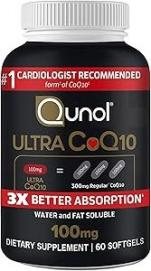 #1 CARDIOLOGIST RECOMMENDED
form† of CoQ10
Qunol®
ULTRA CoQ10
100mg
ULTRA CoQ10
=
300mg Regular* CoQ10
3X BETTER ABSORPTION*
WATER and FAT SOLUBLE
100mg
DIETARY SUPPLEMENT | 60 SOFTGELS